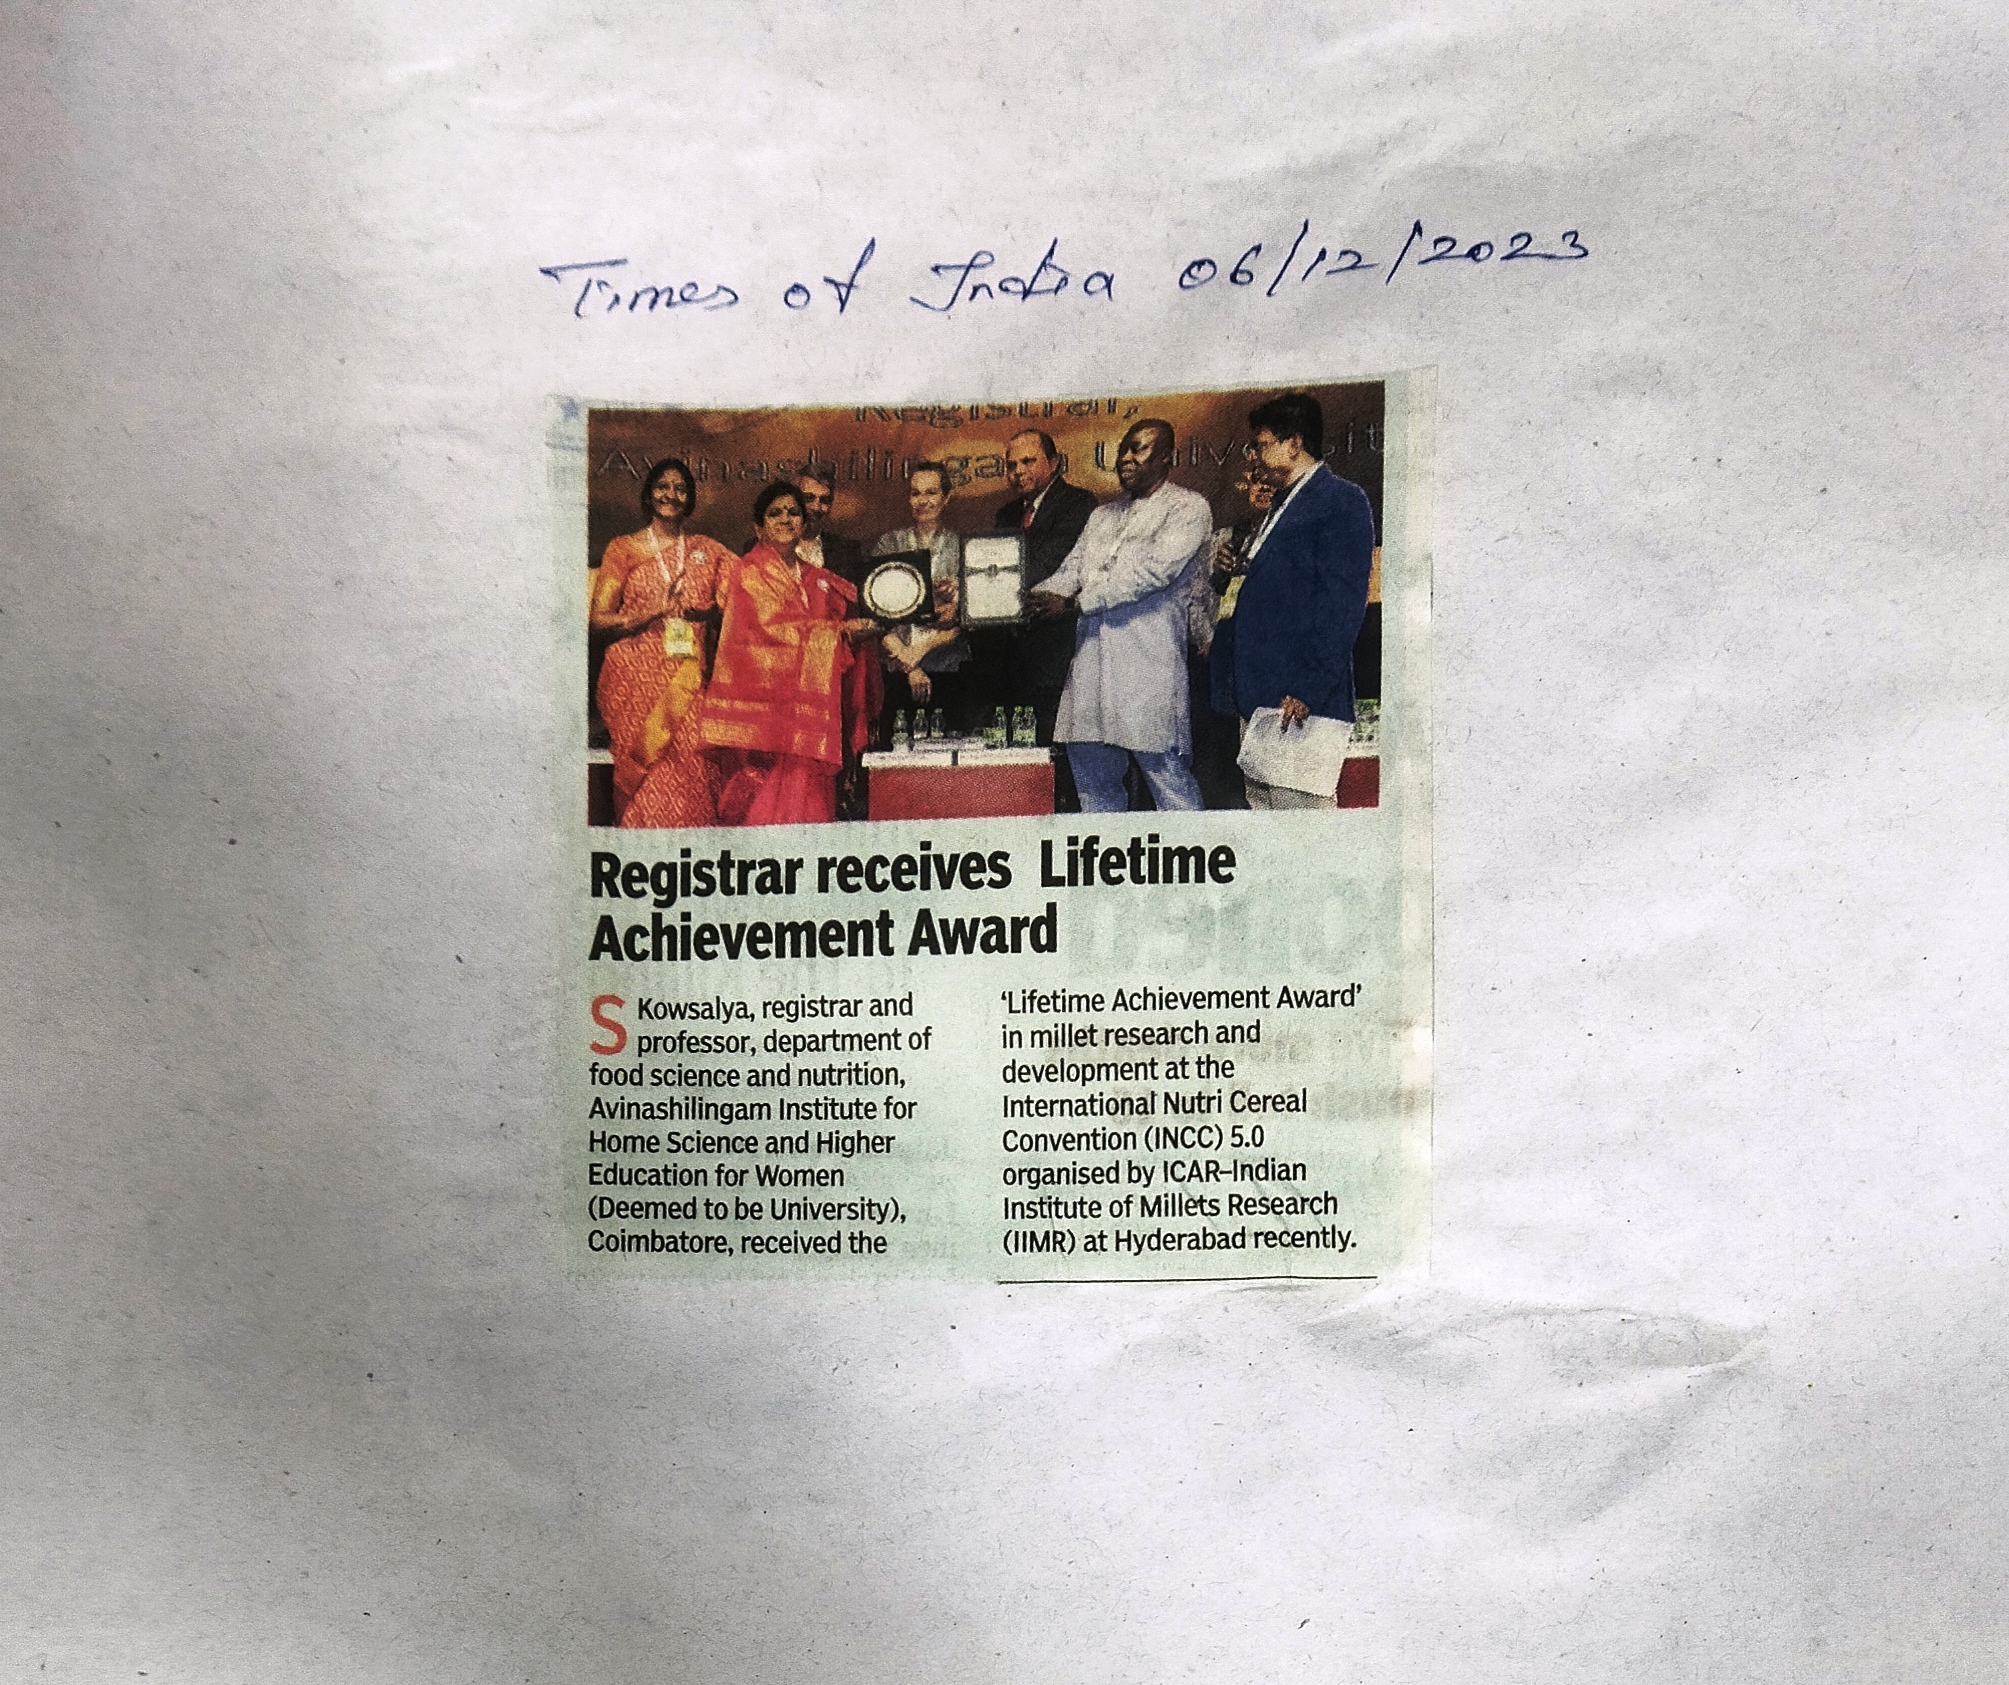 Times of India 06/12/2023
Registrar,
Avinashilingam Universit
Registrar receives Lifetime
Achievement Award
S Kowsalya, registrar and
professor, department of
food science and nutrition,
Avinashilingam Institute for
Home Science and Higher
Education for Women
(Deemed to be University),
Coimbatore, received the
‘Lifetime Achievement Award’
in millet research and
development at the
International Nutri Cereal
Convention (INCC) 5.0
organised by ICAR–Indian
Institute of Millets Research
(IIMR) at Hyderabad recently.